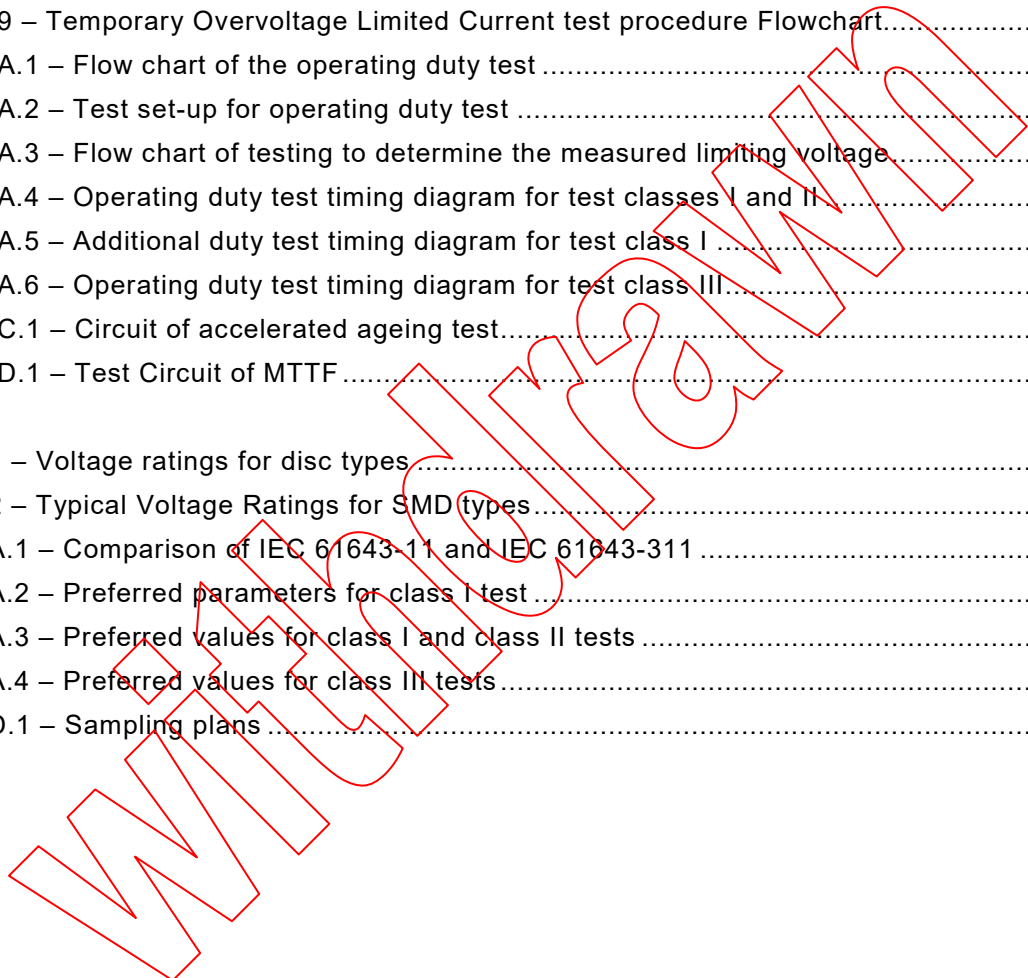 9 – Temporary Overvoltage Limited Current test procedure Flowchart....................
A.1 – Flow chart of the operating duty test ................................................................
A.2 – Test set-up for operating duty test ...................................................................
A.3 – Flow chart of testing to determine the measured limiting voltage...................
A.4 – Operating duty test timing diagram for test classes I and II ...........................
A.5 – Additional duty test timing diagram for test class I .........................................
A.6 – Operating duty test timing diagram for test class III........................................
C.1 – Circuit of accelerated ageing test.....................................................................
D.1 – Test Circuit of MTTF .........................................................................................
– Voltage ratings for disc types................................................................................
– Typical Voltage Ratings for SMD types ................................................................
A.1 – Comparison of IEC 61643-11 and IEC 61643-311 ...........................................
A.2 – Preferred parameters for class I test ................................................................
A.3 – Preferred values for class I and class II tests ..................................................
A.4 – Preferred values for class III tests ....................................................................
D.1 – Sampling plans ..................................................................................................
withdrawn